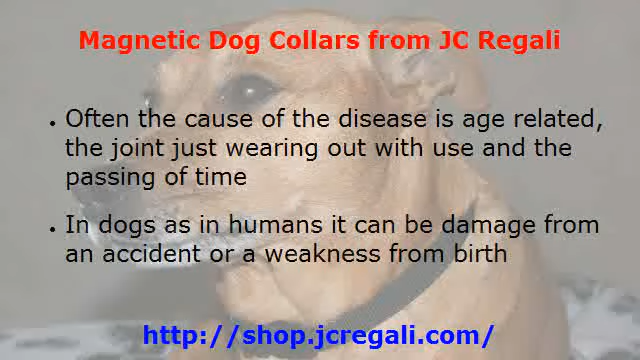 Magnetic Dog Collars from JC Regali
• Often the cause of the disease is age related,
the joint just wearing out with use and the
passing of time
• In dogs as in humans it can be damage from
an accident or a weakness from birth
http://shop.jcregali.com/